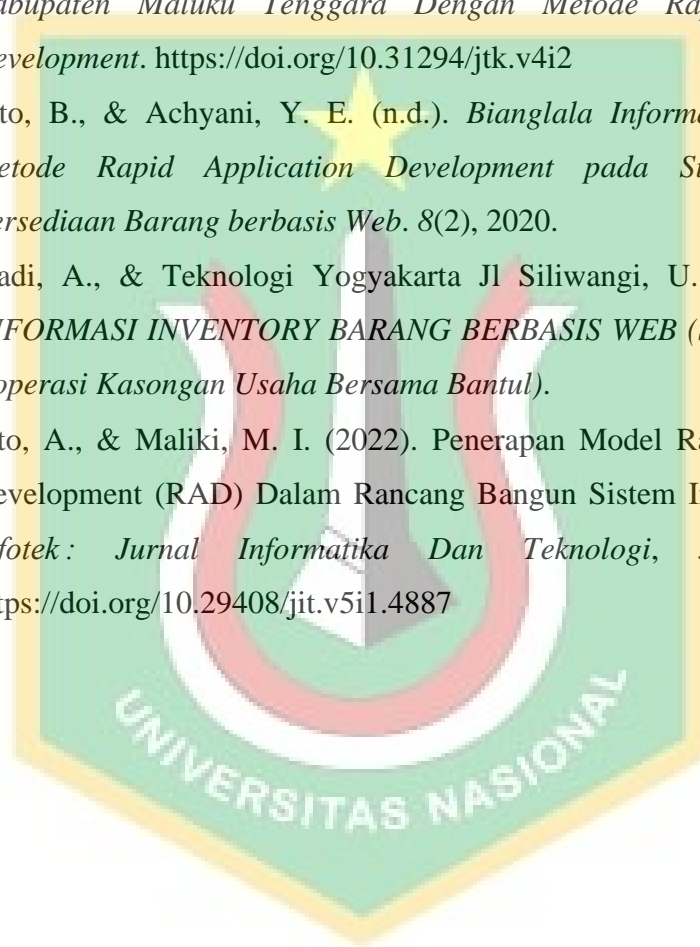 abupaten Maluku Tenggara Dengan Metode Ra
evelopment. https://doi.org/10.31294/jtk.v4i2
to, B., & Achyani, Y. E. (n.d.). Bianglala Informa
etode Rapid Application Development pada Si
ersediaan Barang berbasis Web. 8(2), 2020.
adi, A., & Teknologi Yogyakarta Jl Siliwangi, U.
FORMASI INVENTORY BARANG BERBASIS WEB (
operasi Kasongan Usaha Bersama Bantul).
to, A., & Maliki, M. I. (2022). Penerapan Model Ra
evelopment (RAD) Dalam Rancang Bangun Sistem I
fotek : Jurnal Informatika Dan Teknologi,
tps://doi.org/10.29408/jit.v5i1.4887
UNIVERSITAS NASIONAL